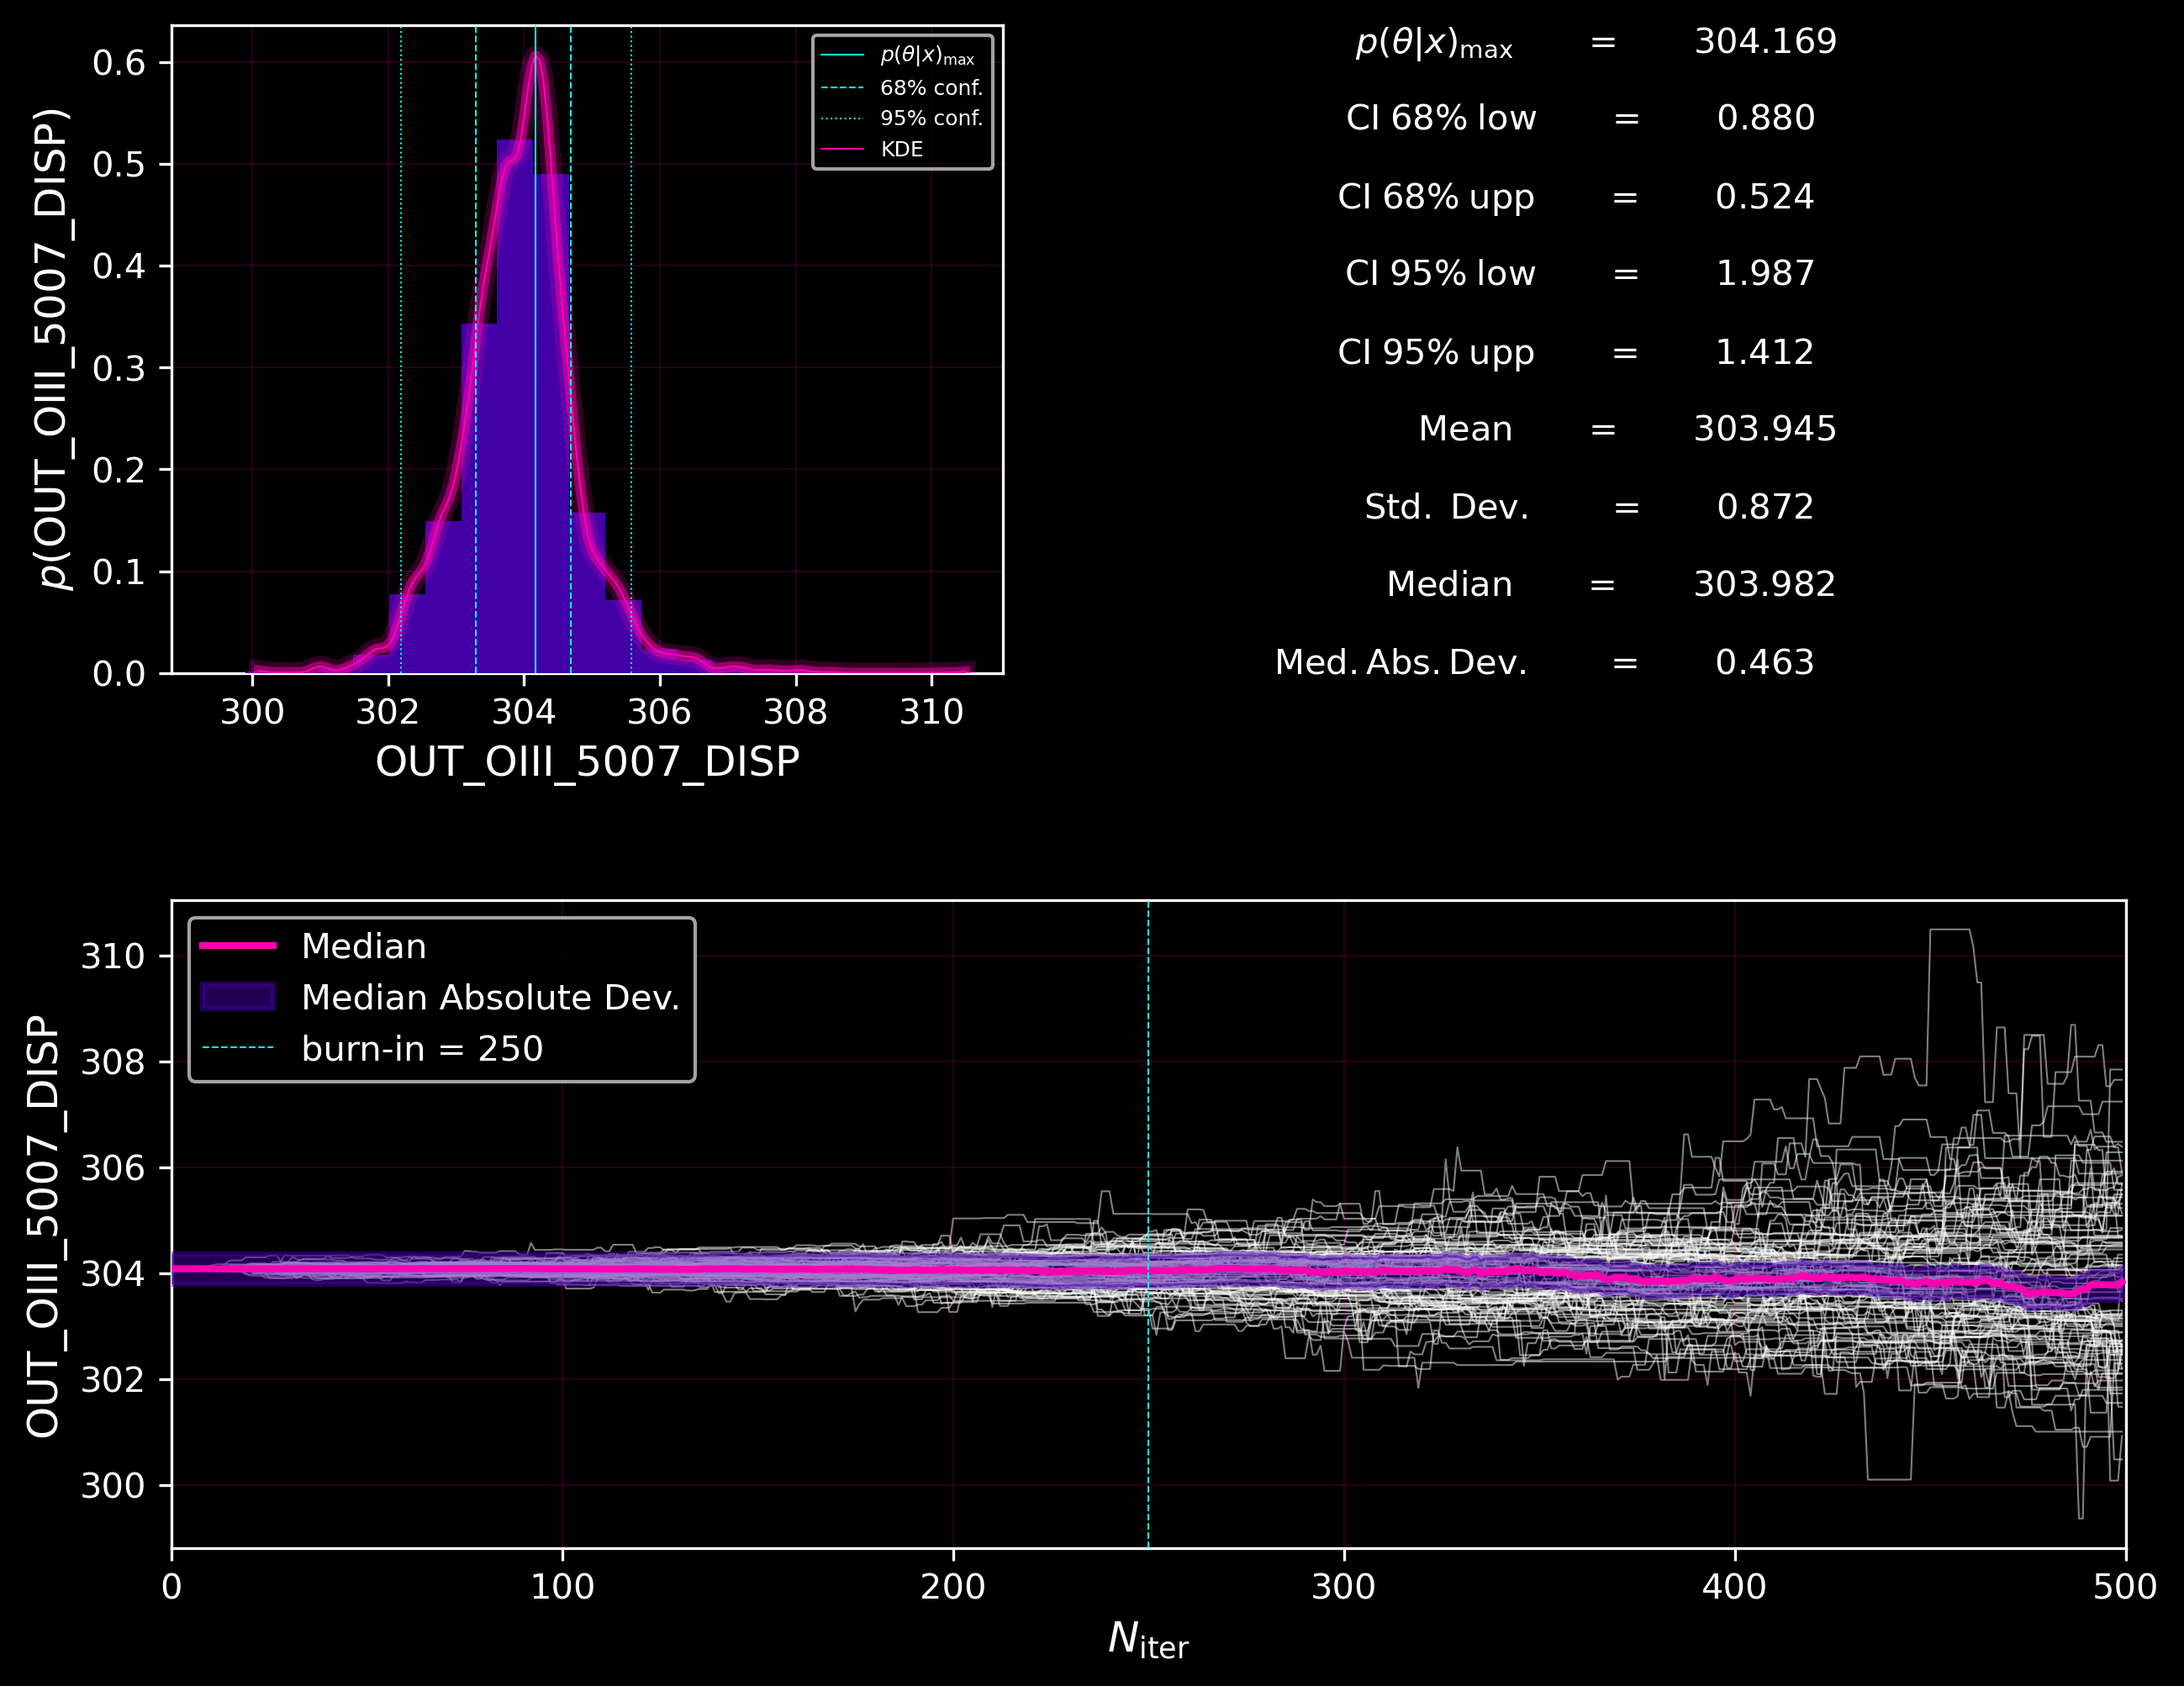 p(OUT_OIII_5007_DISP)
0.6
0.5
0.4
0.3
0.2
0.1
0.0
300 302 304 306 308 310
OUT_OIII_5007_DISP
p(θ|x)max
68% conf.
95% conf.
KDE
p(θ|x)max = 304.169
CI 68% low = 0.880
CI 68% upp = 0.524
CI 95% low = 1.987
CI 95% upp = 1.412
Mean = 303.945
Std. Dev. = 0.872
Median = 303.982
Med. Abs. Dev. = 0.463
OUT_OIII_5007_DISP
310
308
306
304
302
300
Median
Median Absolute Dev.
burn-in = 250
0 100 200 300 400 500
Niter